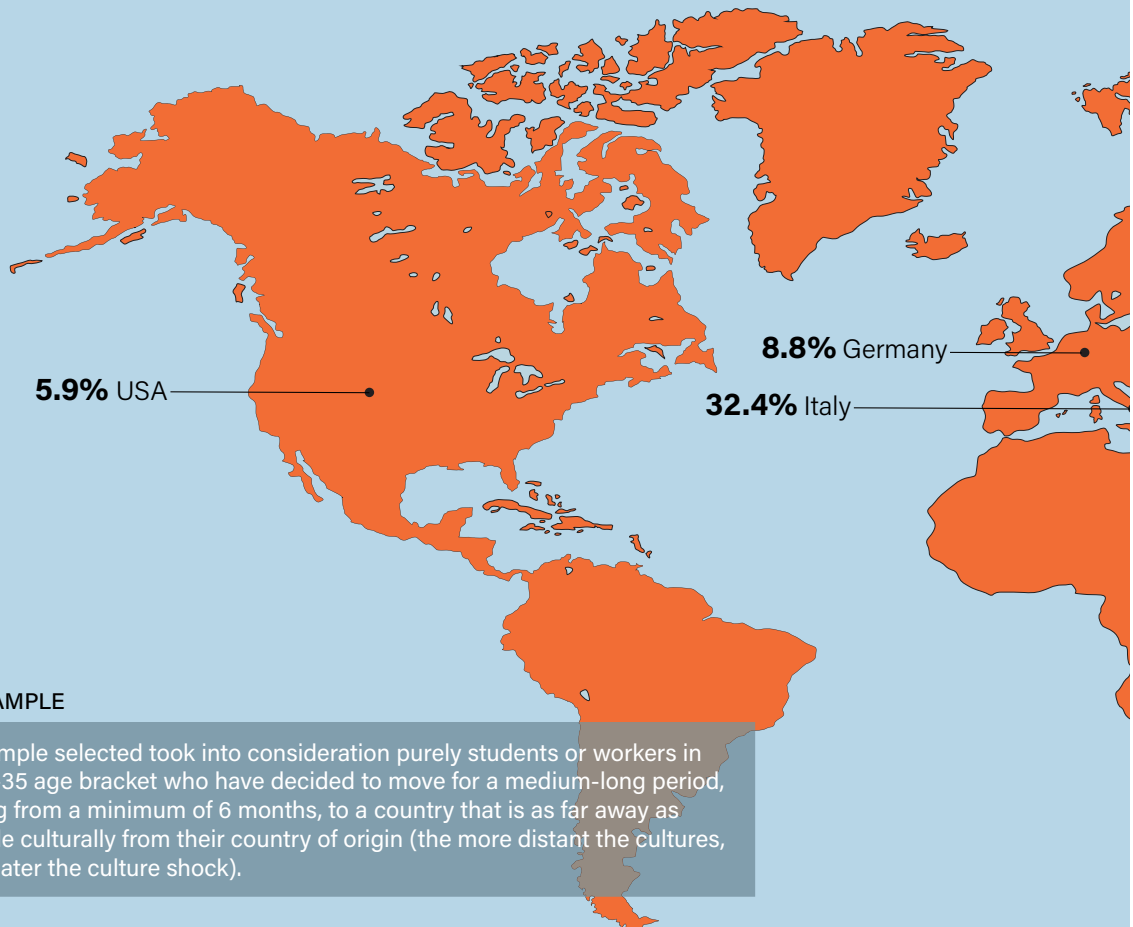 8.8% Germany
5.9% USA
32.4% Italy
AMPLE
mple selected took into consideration purely students or workers in
35 age bracket who have decided to move for a medium-long period,
g from a minimum of 6 months, to a country that is as far away as
e culturally from their country of origin (the more distant the cultures,
ater the culture shock).